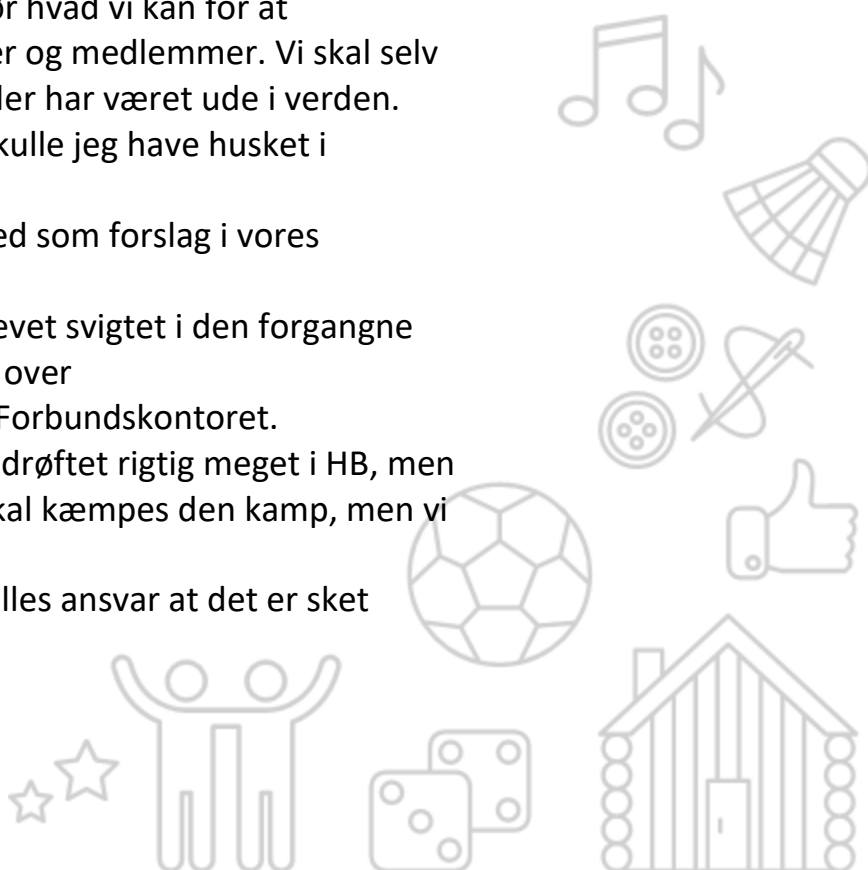 ør hvad vi kan for at
er og medlemmer. Vi skal selv
der har været ude i verden.
kulle jeg have husket i
ed som forslag i vores
evet svigtet i den forgangne
over
Forbundskontoret.
drøftet rigtig meget i HB, men
kal kæmpes den kamp, men vi
lles ansvar at det er sket